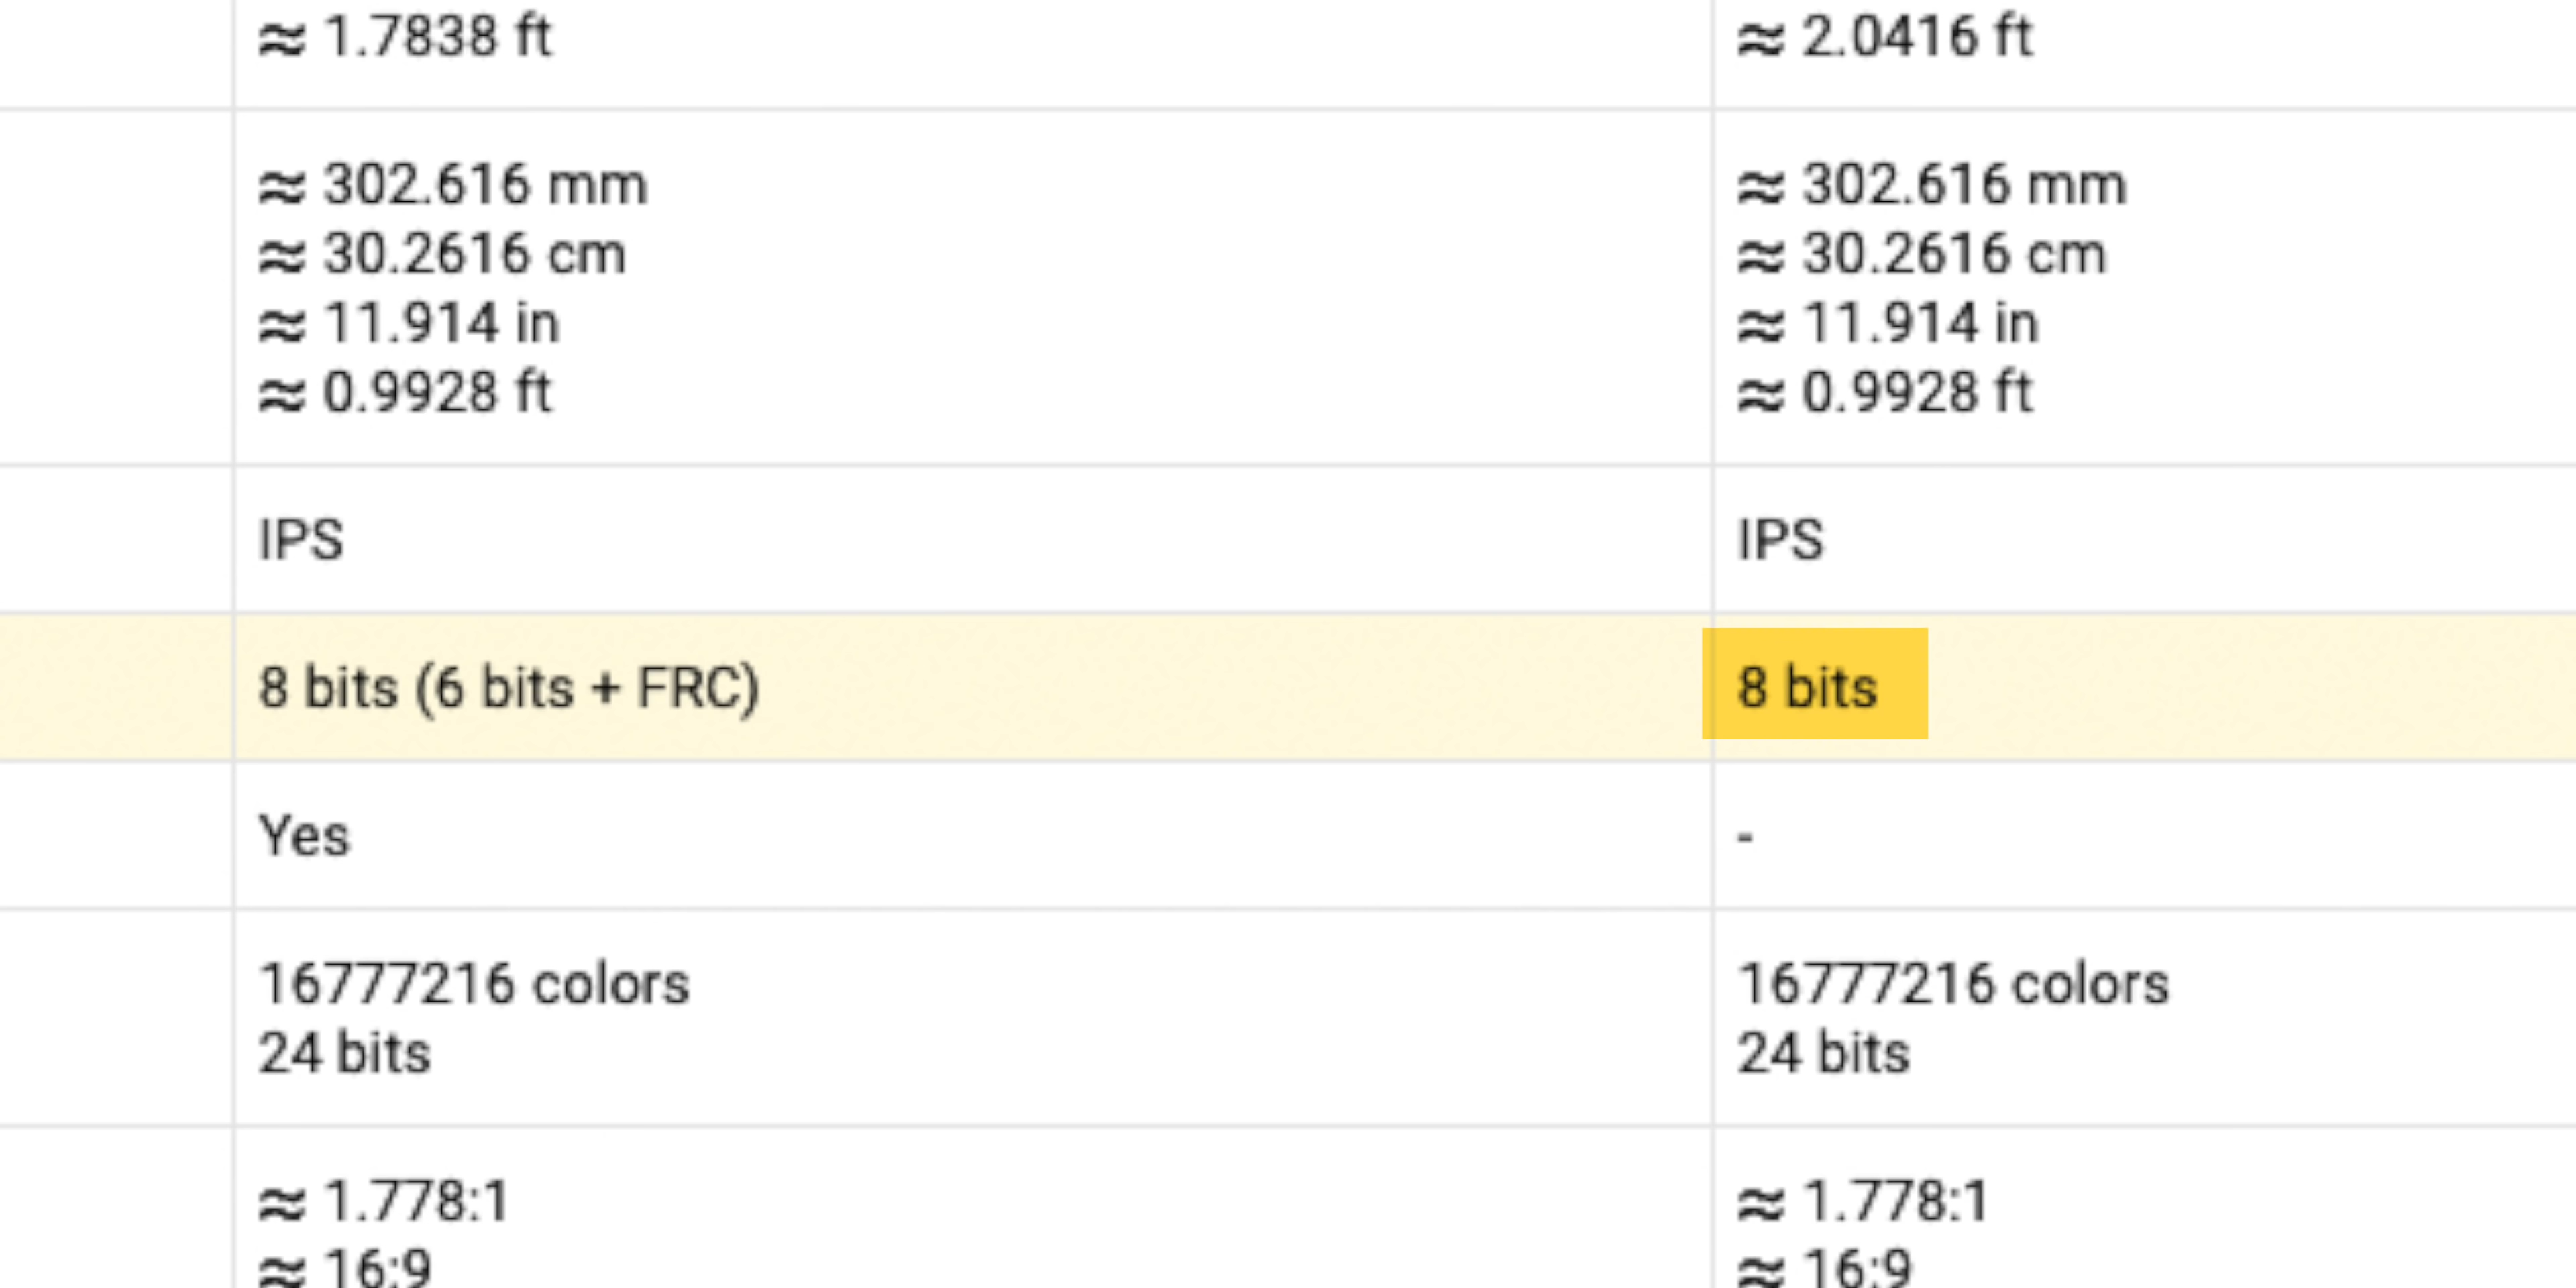 ≈ 1.7838 ft
≈ 2.0416 ft
≈ 302.616 mm
≈ 30.2616 cm
≈ 11.914 in
≈ 0.9928 ft
≈ 302.616 mm
≈ 30.2616 cm
≈ 11.914 in
≈ 0.9928 ft
IPS
IPS
8 bits (6 bits + FRC)
8 bits
Yes
-
16777216 colors
24 bits
16777216 colors
24 bits
≈ 1.778:1
≈ 16:9
≈ 1.778:1
≈ 16:9